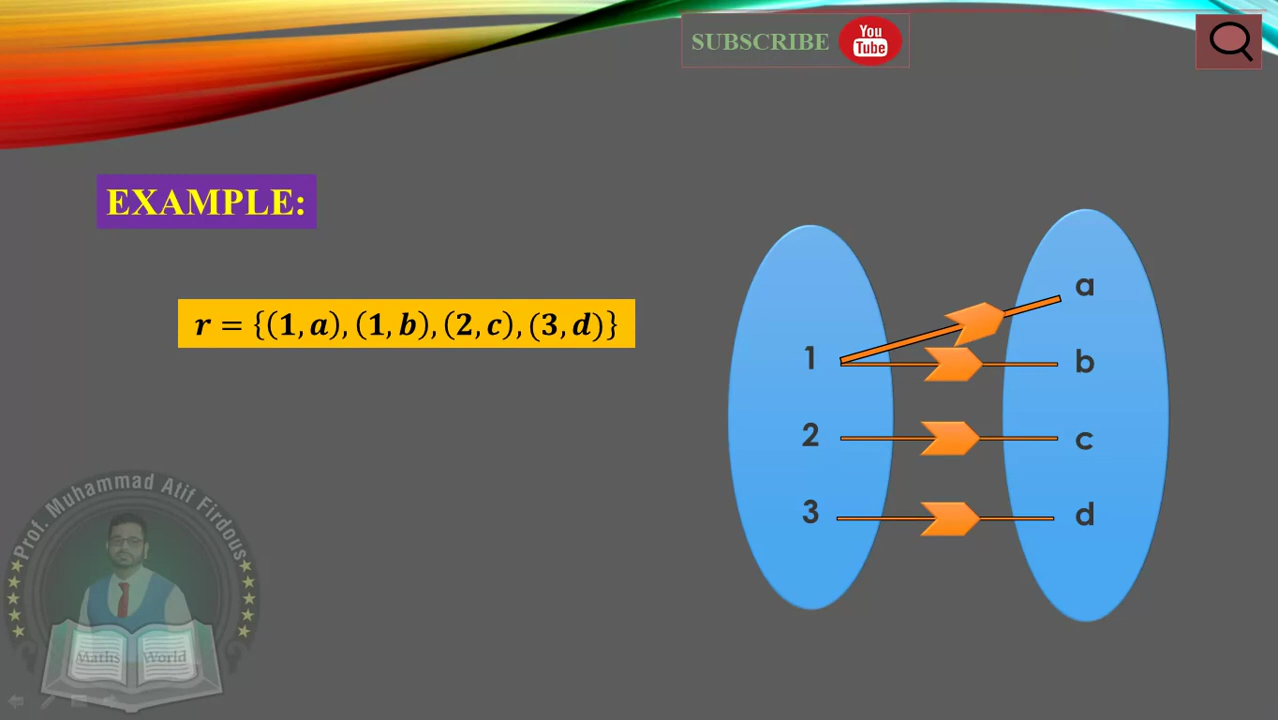 SUBSCRIBE
You
Tube
EXAMPLE:
r = {(1, a), (1, b), (2, c), (3, d)}
1
2
3
a
b
c
d
Prof. Muhammad Atif Firdous
Maths World